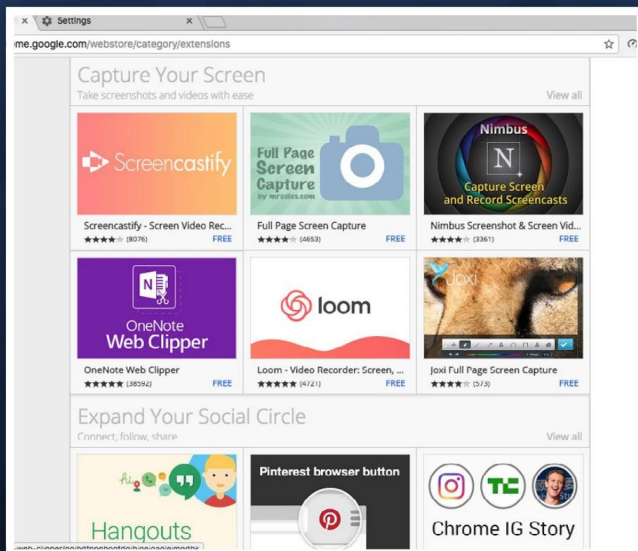 Settings
me.google.com/webstore/category/extensions
Capture Your Screen
Take screenshots and videos with ease
View all
Screencastify
Full Page
Screen
Capture
by mrcoles.com
Nimbus
N
Capture Screen
and Record Screencasts
Screencastify - Screen Video Rec...
(8076)
FREE
Full Page Screen Capture
(4653)
FREE
Nimbus Screenshot & Screen Vid...
(3361)
FREE
N
OneNote
Web Clipper
loom
Joxi
OneNote Web Clipper
(38592)
FREE
Loom - Video Recorder: Screen, ...
(4721)
FREE
Joxi Full Page Screen Capture
(573)
FREE
Expand Your Social Circle
Connect, follow, share
View all
hi
Hangouts
Pinterest browser button
Chrome IG Story